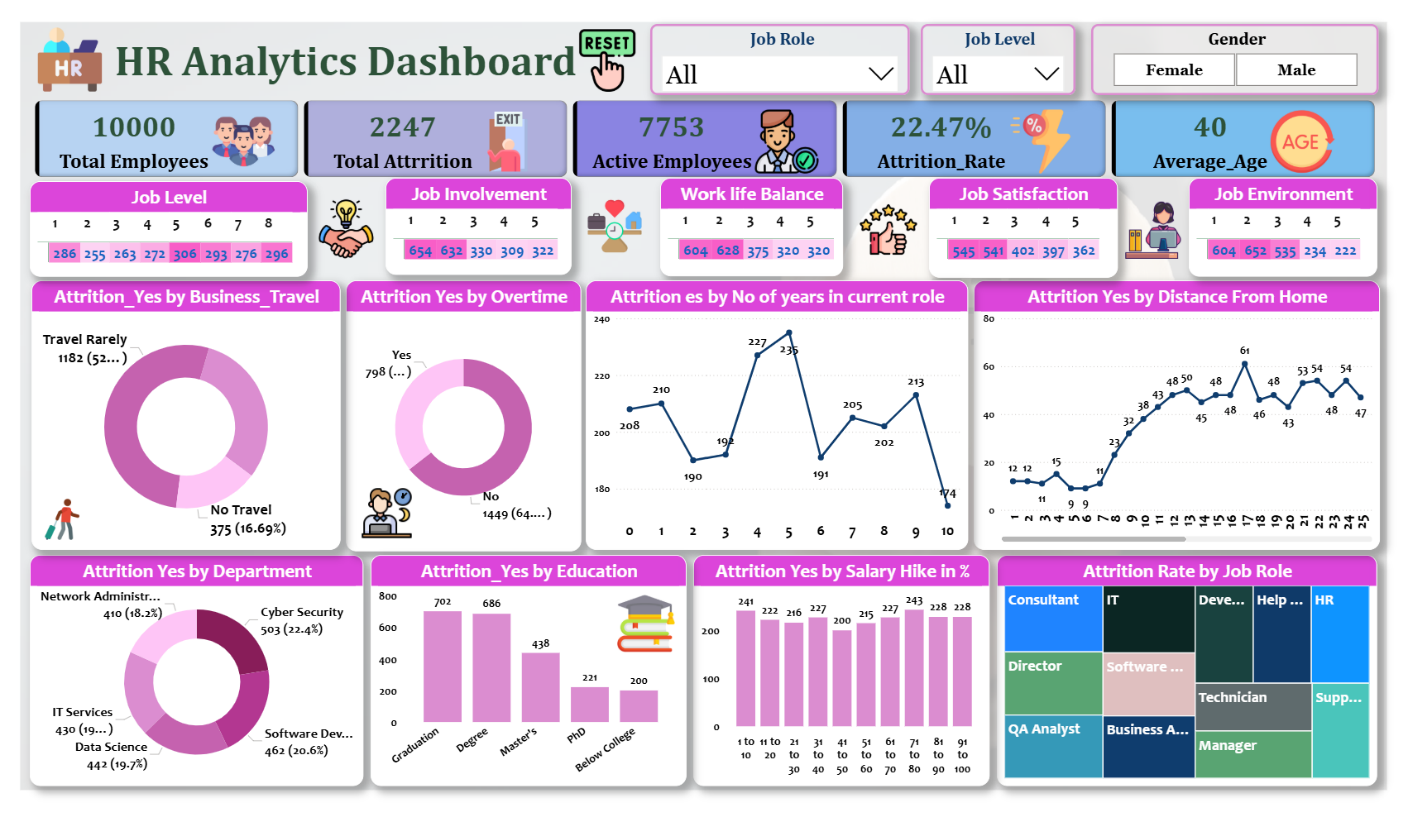 HR
HR Analytics Dashboard
RESET
Job Role
All
Job Level
All
Gender
Female Male
10000
Total Employees
2247
Total Attrrition
EXIT
7753
Active Employees
22.47%
Attrition_Rate
%
40
Average_Age
AGE
Job Level
1 2 3 4 5 6 7 8
286 255 263 272 306 293 276 296
Job Involvement
1 2 3 4 5
654 632 330 309 322
Work life Balance
1 2 3 4 5
604 628 375 320 320
Job Satisfaction
1 2 3 4 5
545 541 402 397 362
Job Environment
1 2 3 4 5
604 652 535 234 222
Attrition_Yes by Business_Travel
Travel Rarely
1182 (52... )
No Travel
375 (16.69%)
Attrition Yes by Overtime
Yes
798 (...)
No
1449 (64....)
Attrition es by No of years in current role
240
220
200
180
208 210 190 192 227 235 191 205 202 213 174
0 1 2 3 4 5 6 7 8 9 10
Attrition Yes by Distance From Home
80
60
40
20
0
12 12 11 15 9 9 11 23 32 38 43 48 50 45 48 48 61 46 48 43 53 54 48 54 47
1 2 3 4 5 6 7 8 9 10 11 12 13 14 15 16 17 18 19 20 21 22 23 24 25
Attrition Yes by Department
Network Administr...
410 (18.2%)
Cyber Security
503 (22.4%)
IT Services
430 (19...)
Data Science
442 (19.7%)
Software Dev...
462 (20.6%)
Attrition_Yes by Education
800
600
400
200
0
702 686 438 221 200
Graduation
Degree
Master's
PhD
Below College
Attrition Yes by Salary Hike in %
200
100
0
241 222 216 227 200 215 227 243 228 228
1 to 10
11 to 20
21 to 30
31 to 40
41 to 50
51 to 60
61 to 70
71 to 80
81 to 90
91 to 100
Attrition Rate by Job Role
Consultant
IT
Deve...
Help ...
HR
Director
Software ...
Technician
Supp...
QA Analyst
Business A...
Manager